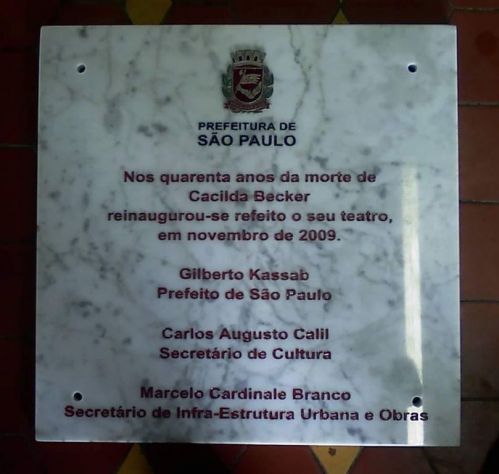 PREFEITURA DE
SÃO PAULO
Nos quarenta anos da morte de
Cacilda Becker
reinaugurou-se refeito o seu teatro,
em novembro de 2009.
Gilberto Kassab
Prefeito de São Paulo
Carlos Augusto Calil
Secretário de Cultura
Marcelo Cardinale Branco
Secretário de Infra-Estrutura Urbana e Obras